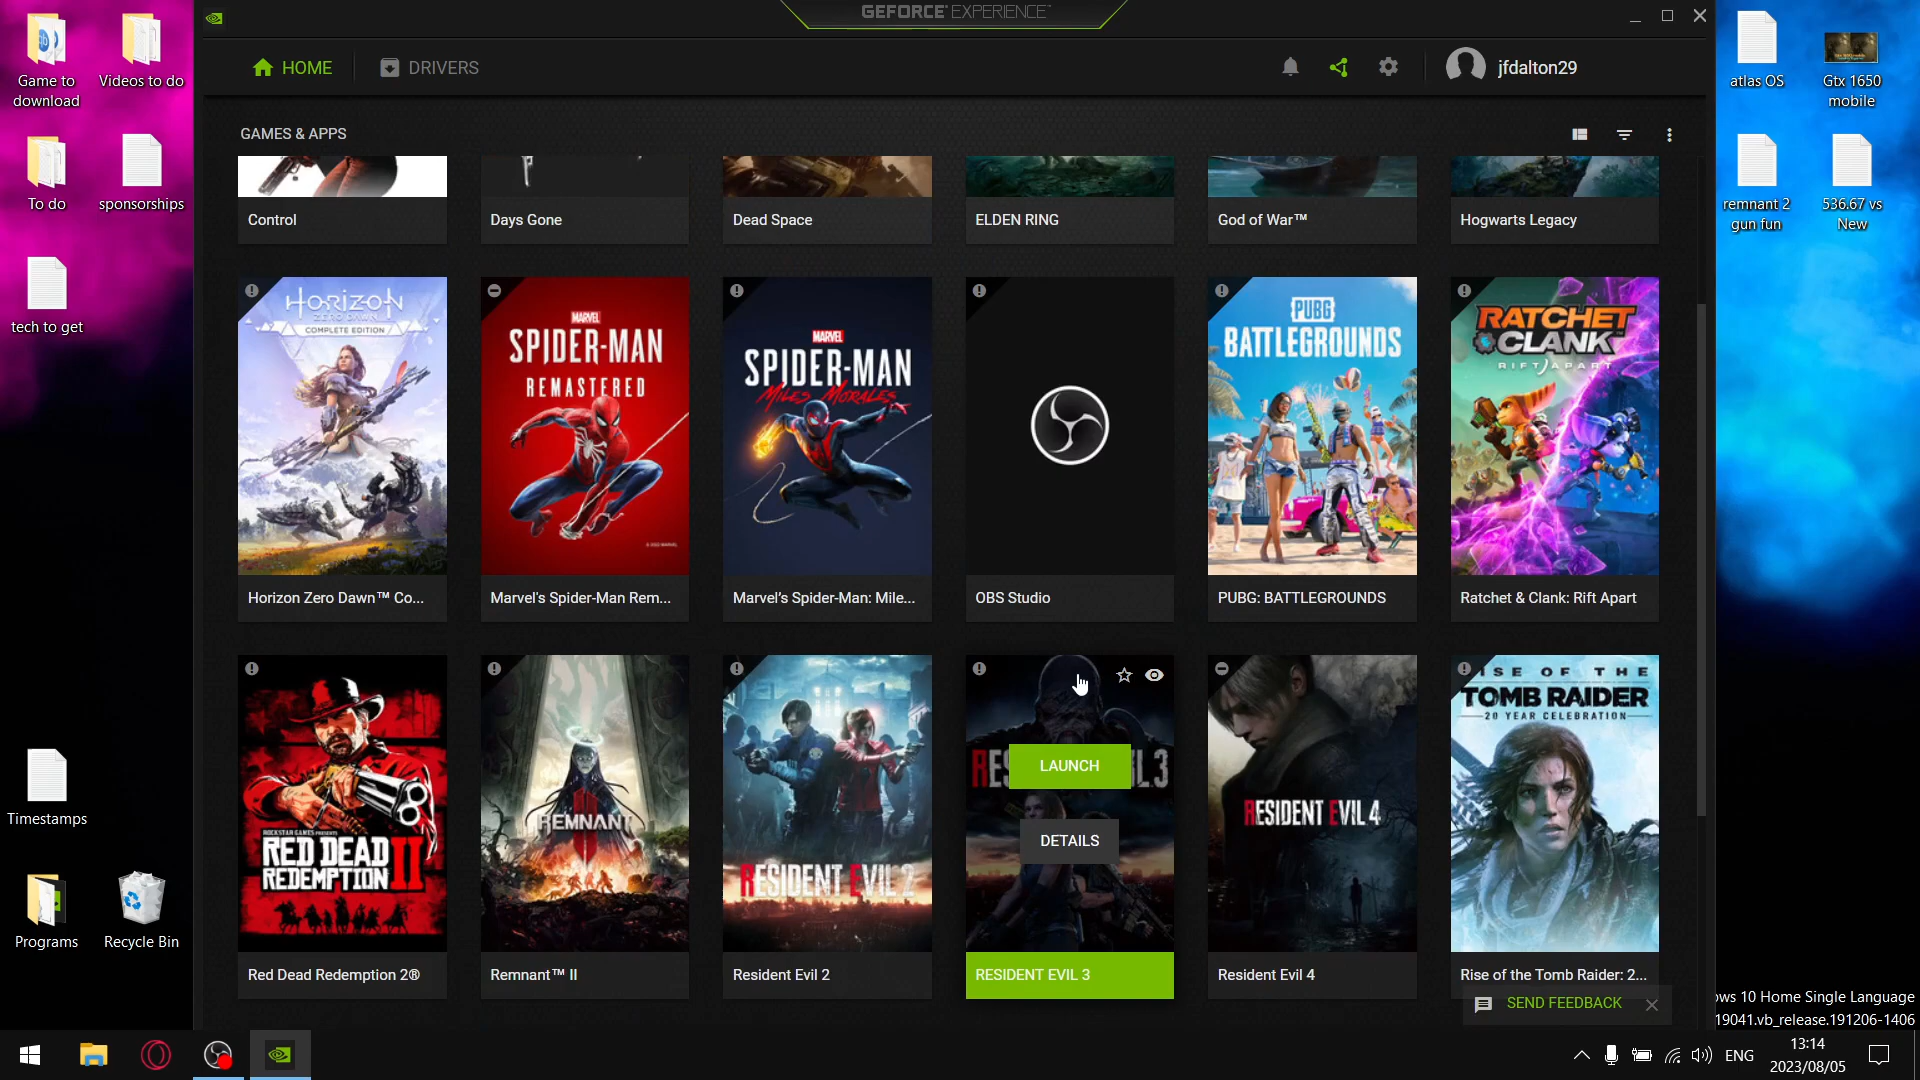 GEFORCE EXPERIENCE
HOME
DRIVERS
jfdalton29
GAMES & APPS
Control
Days Gone
Dead Space
ELDEN RING
God of War™
Hogwarts Legacy
HORIZON
ZERO DAWN
COMPLETE EDITION
MARVEL
SPIDER-MAN
REMASTERED
MARVEL
SPIDER-MAN
MILES MORALES
PUBG
BATTLEGROUNDS
RATCHET
CLANK
RIFT APART
Horizon Zero Dawn™ Co...
Marvel's Spider-Man Rem...
Marvel's Spider-Man: Mile...
OBS Studio
PUBG: BATTLEGROUNDS
Ratchet & Clank: Rift Apart
ROCKSTAR GAMES PRESENTS
RED DEAD
REDEMPTION II
REMNANT
RESIDENT EVIL 2
LAUNCH
DETAILS
RESIDENT EVIL 4
RISE OF THE
TOMB RAIDER
20 YEAR CELEBRATION
Red Dead Redemption 2®
Remnant™ II
Resident Evil 2
RESIDENT EVIL 3
Resident Evil 4
Rise of the Tomb Raider: 2...
SEND FEEDBACK
Game to
download
Videos to do
To do
sponsorships
tech to get
Timestamps
Programs
Recycle Bin
atlas OS
Gtx 1650
mobile
remnant 2
gun fun
536.67 vs
New
ows 10 Home Single Language
19041.vb_release.191206-1406
ENG
13:14
2023/08/05